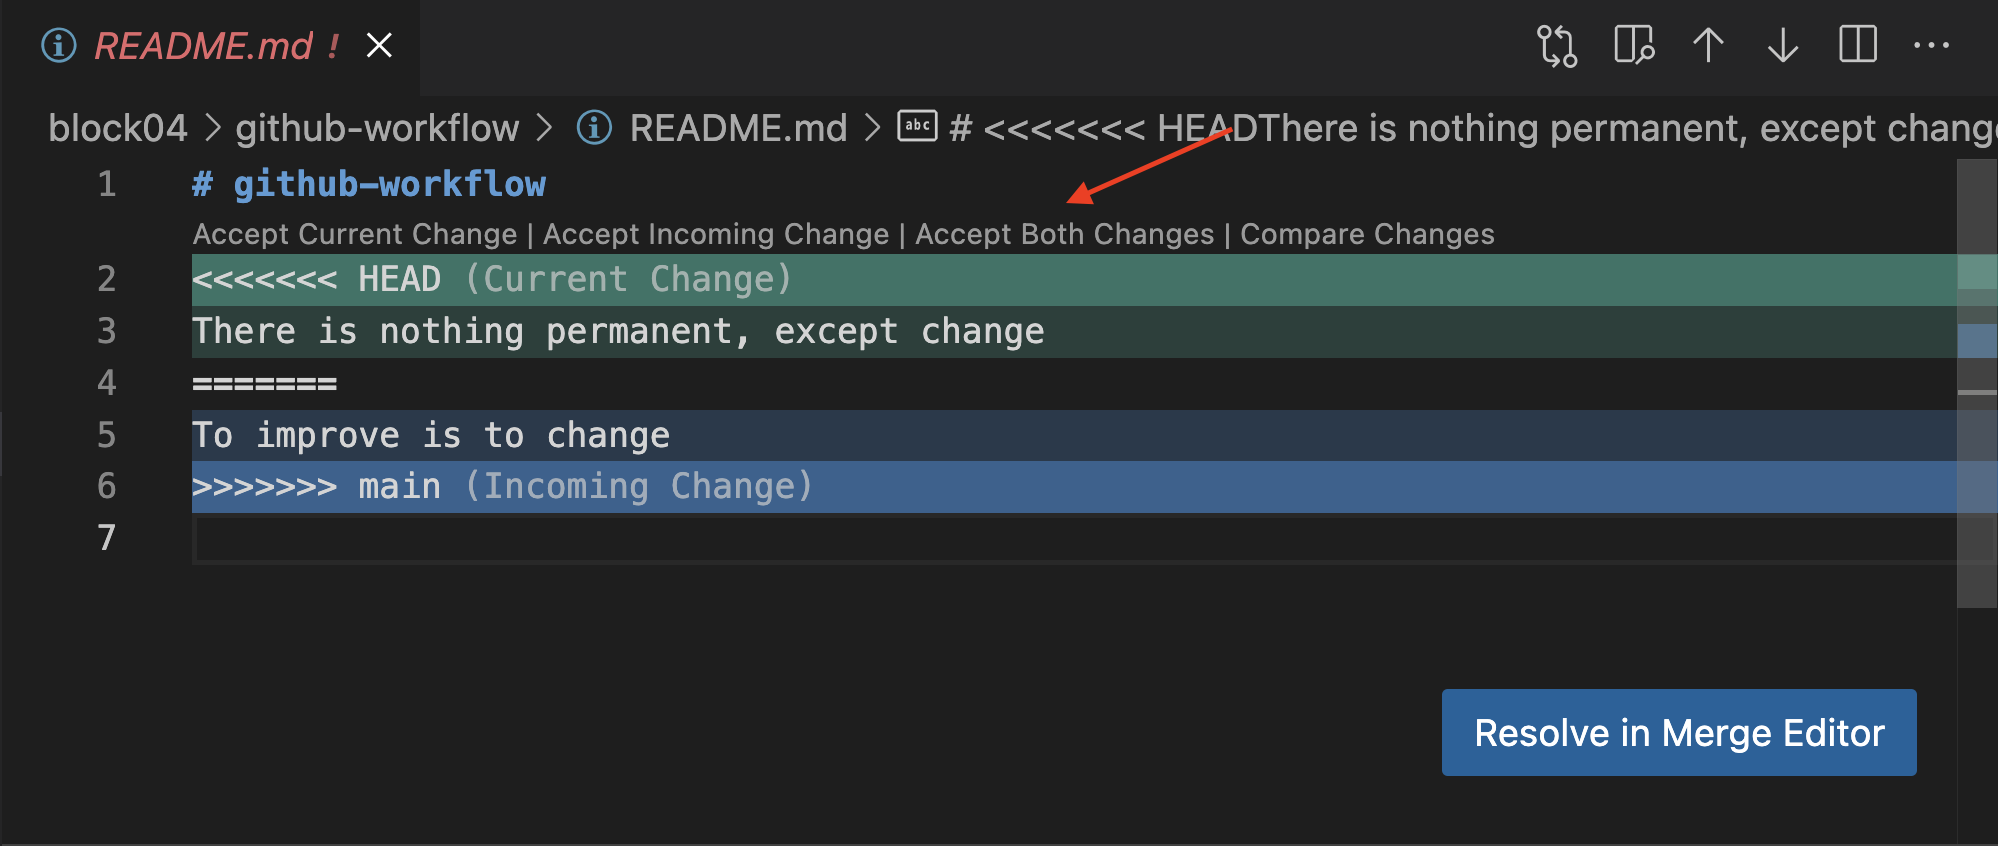 README.md !
block04 > github-workflow > README.md > abc # <<<<<<< HEADThere is nothing permanent, except change
1 # github-workflow
Accept Current Change | Accept Incoming Change | Accept Both Changes | Compare Changes
2 <<<<<<< HEAD (Current Change)
3 There is nothing permanent, except change
4 =======
5 To improve is to change
6 >>>>>>> main (Incoming Change)
7
Resolve in Merge Editor